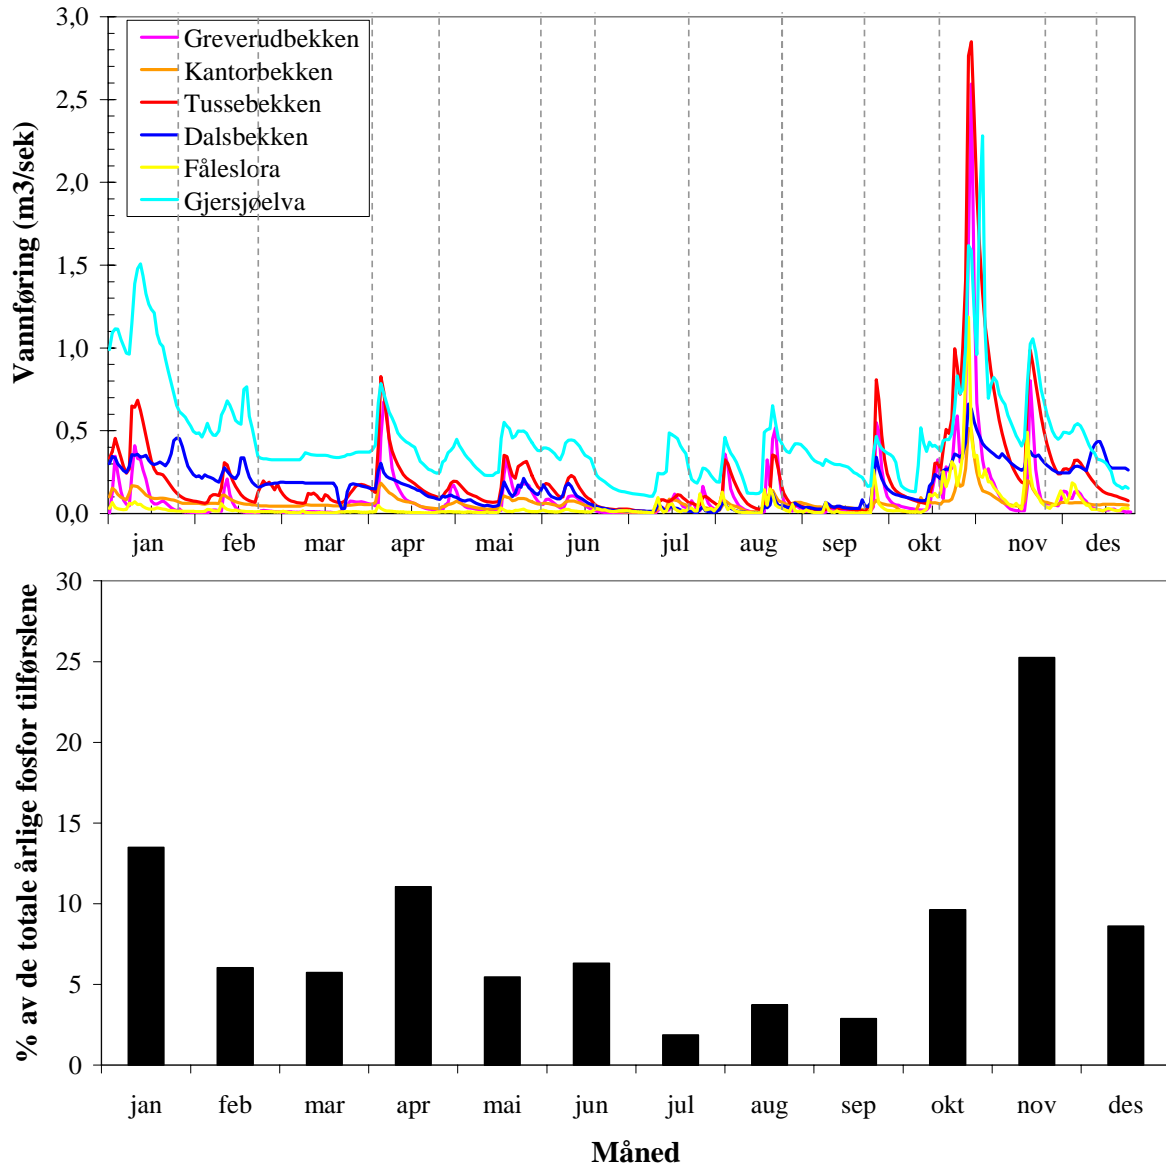 Vannføring (m3/sek)
3,0
2,5
2,0
1,5
1,0
0,5
0,0
Greverudbekken
Kantorbekken
Tussebekken
Dalsbekken
Fåleslora
Gjersjøelva
jan feb mar apr mai jun jul aug sep okt nov des
% av de totale årlige fosfor tilførslene
30
25
20
15
10
5
0
jan feb mar apr mai jun jul aug sep okt nov des
Måned